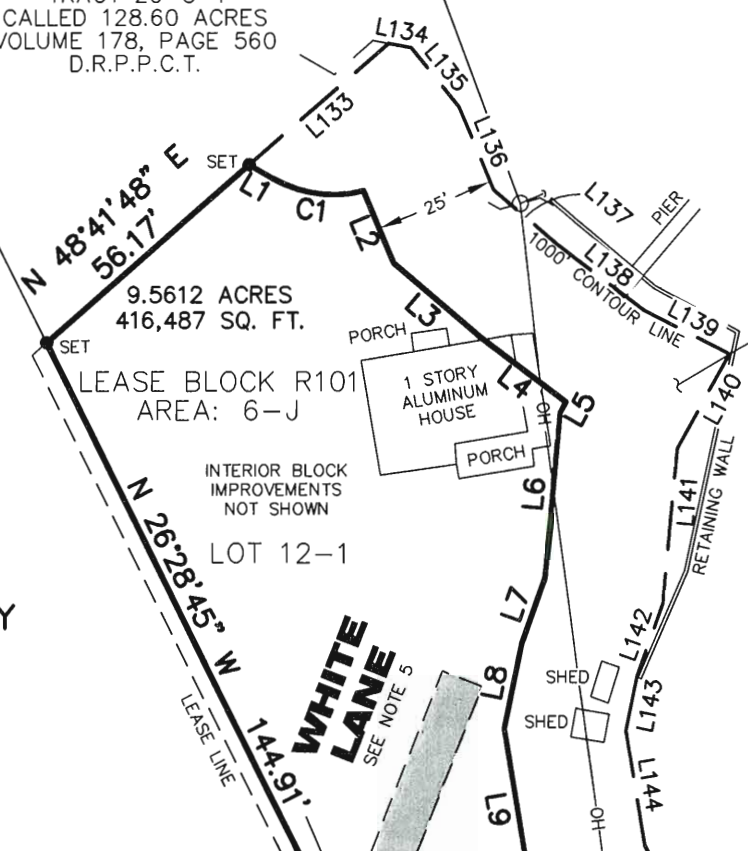 CALLED 128.60 ACRES
VOLUME 178, PAGE 560
D.R.P.P.C.T.
L133
L134
L135
L136
SET
L1
C1
L2
25'
L137
PIER
L138
1000' CONTOUR LINE
L139
N 48°41'48" E
56.17'
9.5612 ACRES
416,487 SQ. FT.
SET
L3
PORCH
LEASE BLOCK R101
AREA: 6-J
1 STORY
ALUMINUM
HOUSE
L4
L5
OH
L140
PORCH
INTERIOR BLOCK
IMPROVEMENTS
NOT SHOWN
L6
L141
RETAINING WALL
LOT 12-1
N 26°28'45" W
144.91'
LEASE LINE
Y
L7
L142
WHITE
LANE
SEE NOTE 5
L8
SHED
SHED
L143
L144
L9
OH